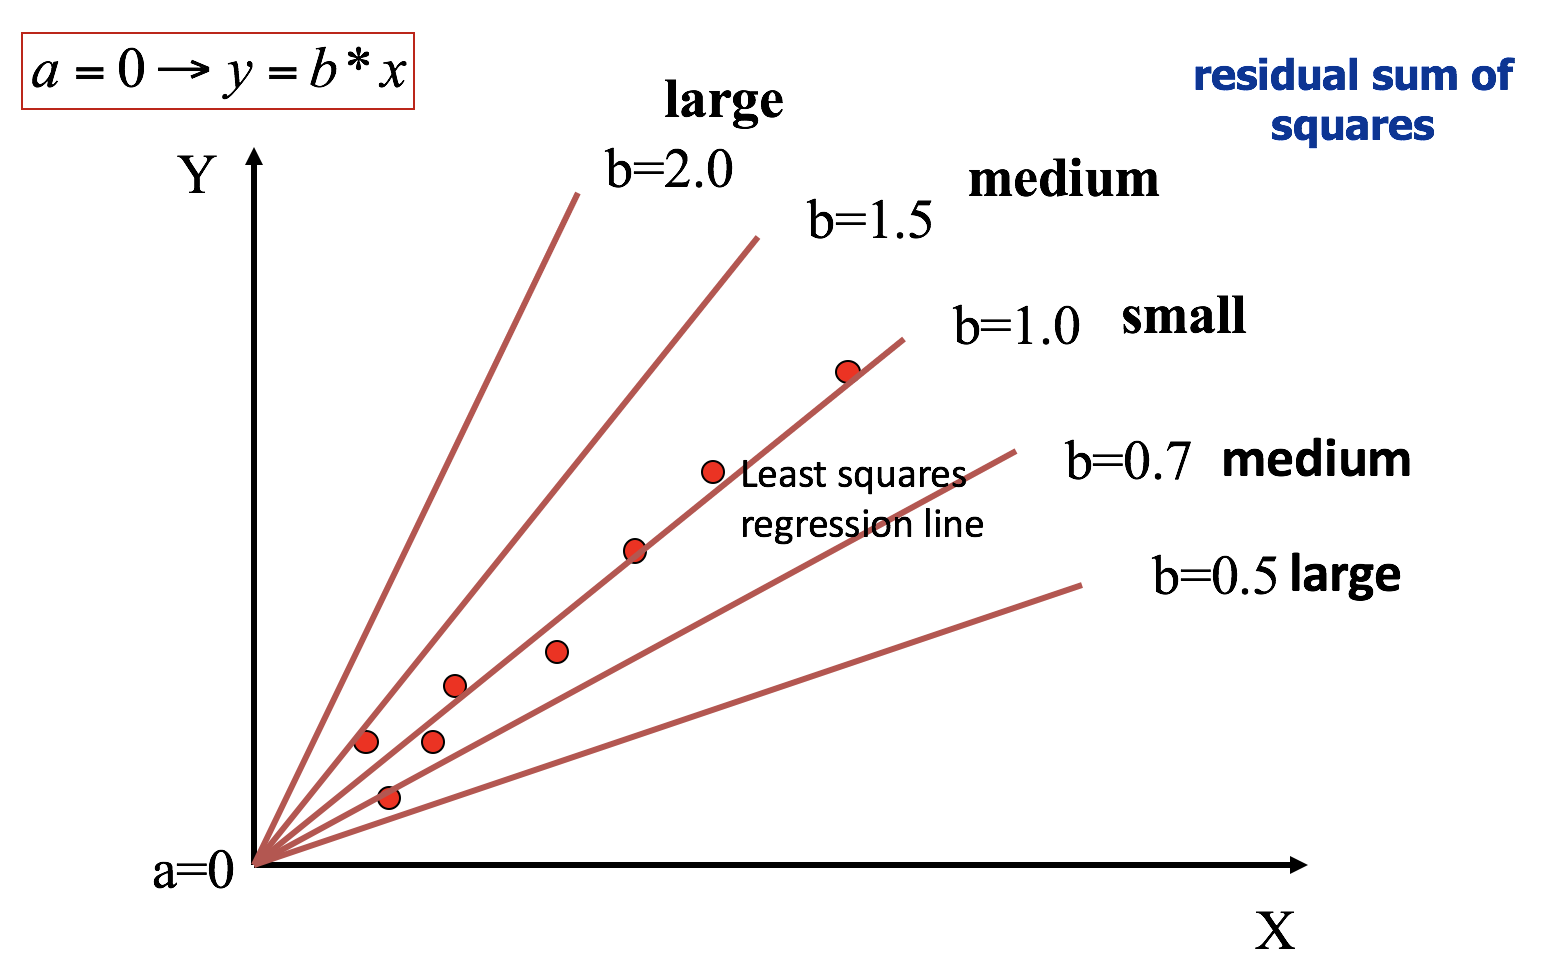 a = 0 → y = b * x
residual sum of
squares
large
b=2.0
Y
medium
b=1.5
b=1.0 small
b=0.7 medium
Least squares
regression line
b=0.5 large
a=0
X